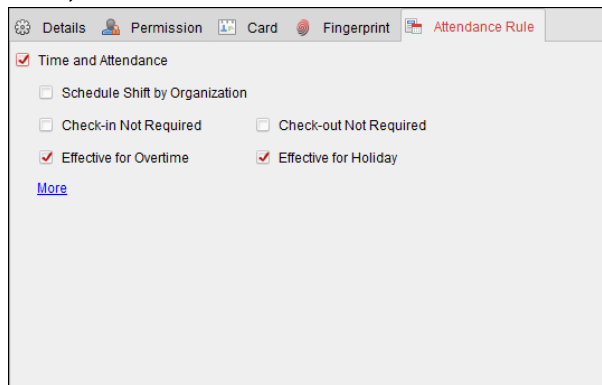 Details Permission Card Fingerprint Attendance Rule
Time and Attendance
Schedule Shift by Organization
Check-in Not Required Check-out Not Required
Effective for Overtime Effective for Holiday
More